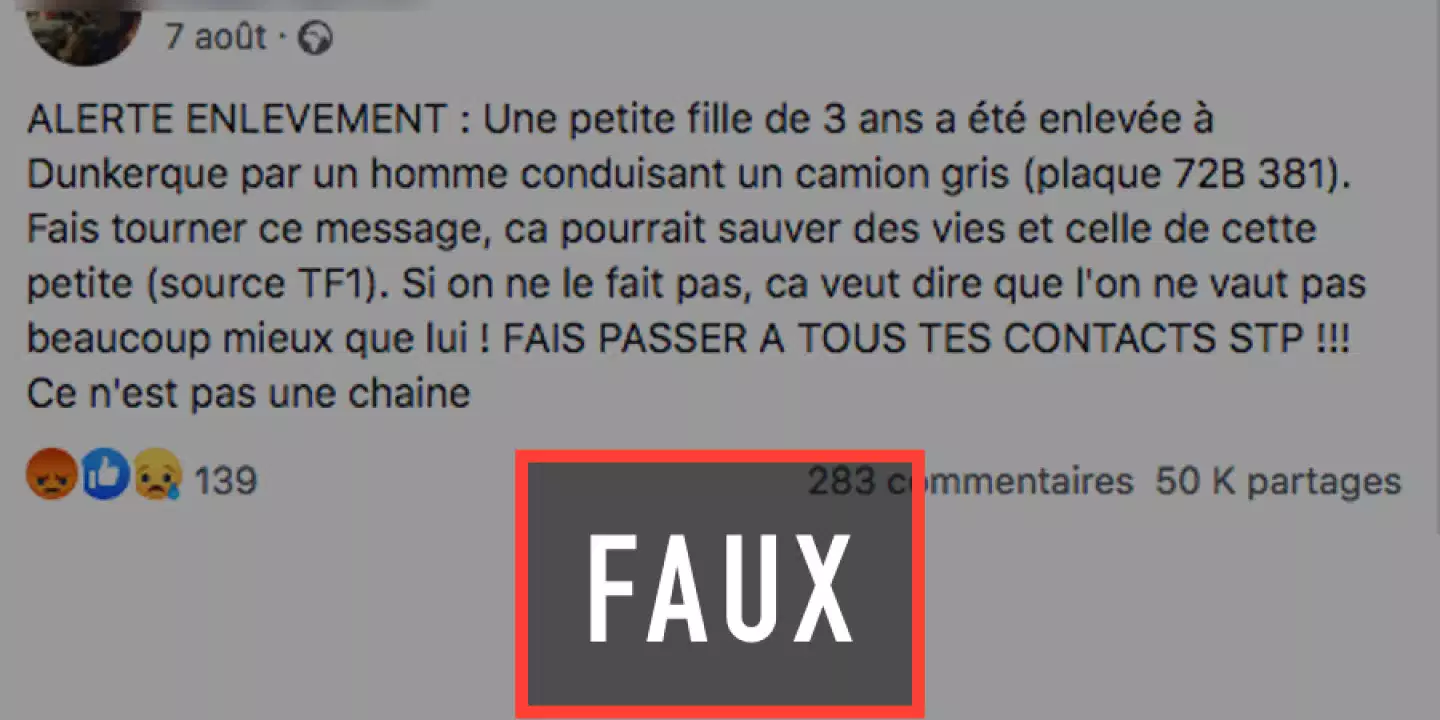 7 août ·
ALERTE ENLEVEMENT : Une petite fille de 3 ans a été enlevée à
Dunkerque par un homme conduisant un camion gris (plaque 72B 381).
Fais tourner ce message, ca pourrait sauver des vies et celle de cette
petite (source TF1). Si on ne le fait pas, ca veut dire que l'on ne vaut pas
beaucoup mieux que lui ! FAIS PASSER A TOUS TES CONTACTS STP !!!
Ce n'est pas une chaine
139 283 commentaires 50 K partages
FAUX